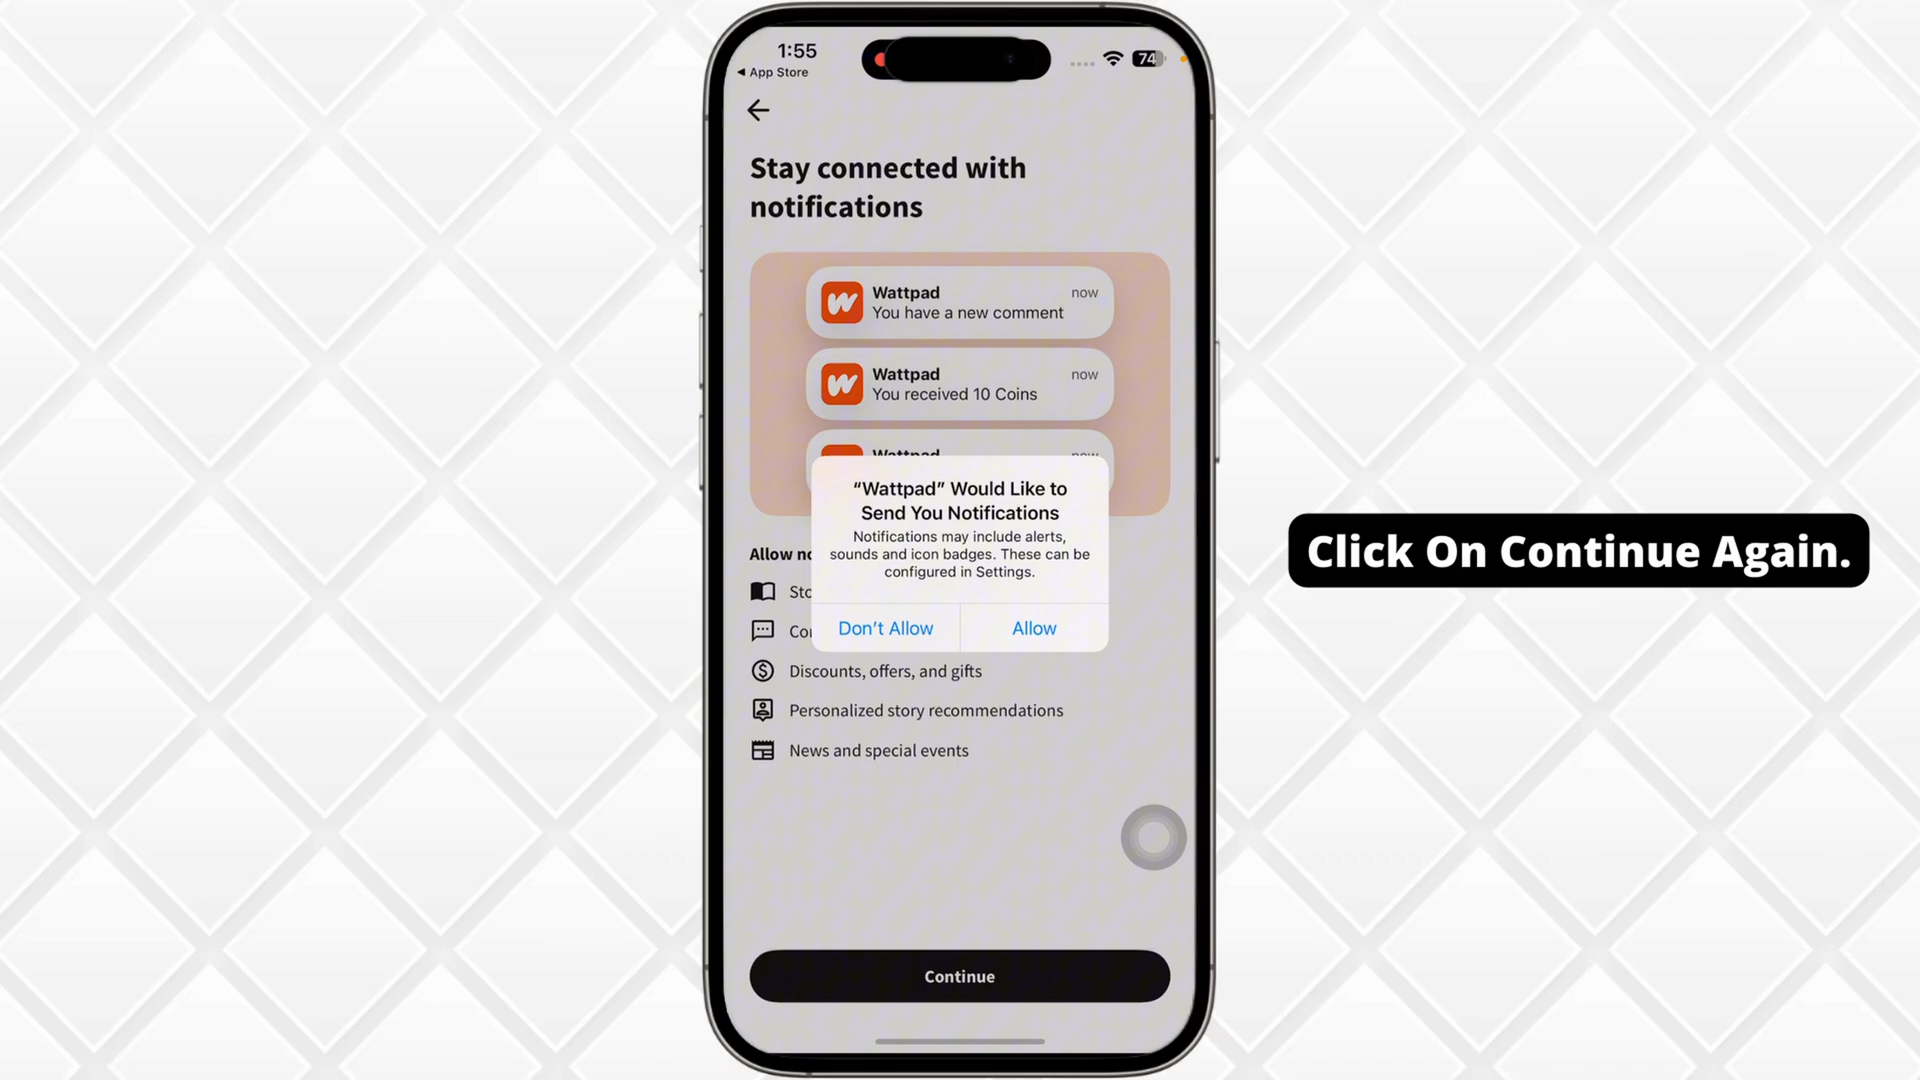 1:55
App Store
74
Stay connected with
notifications
Wattpad now
You have a new comment
Wattpad now
You received 10 Coins
Wattpad now
“Wattpad” Would Like to
Send You Notifications
Notifications may include alerts,
sounds and icon badges. These can be
configured in Settings.
Don’t Allow Allow
Allow
Discounts, offers, and gifts
Personalized story recommendations
News and special events
Continue
Click On Continue Again.